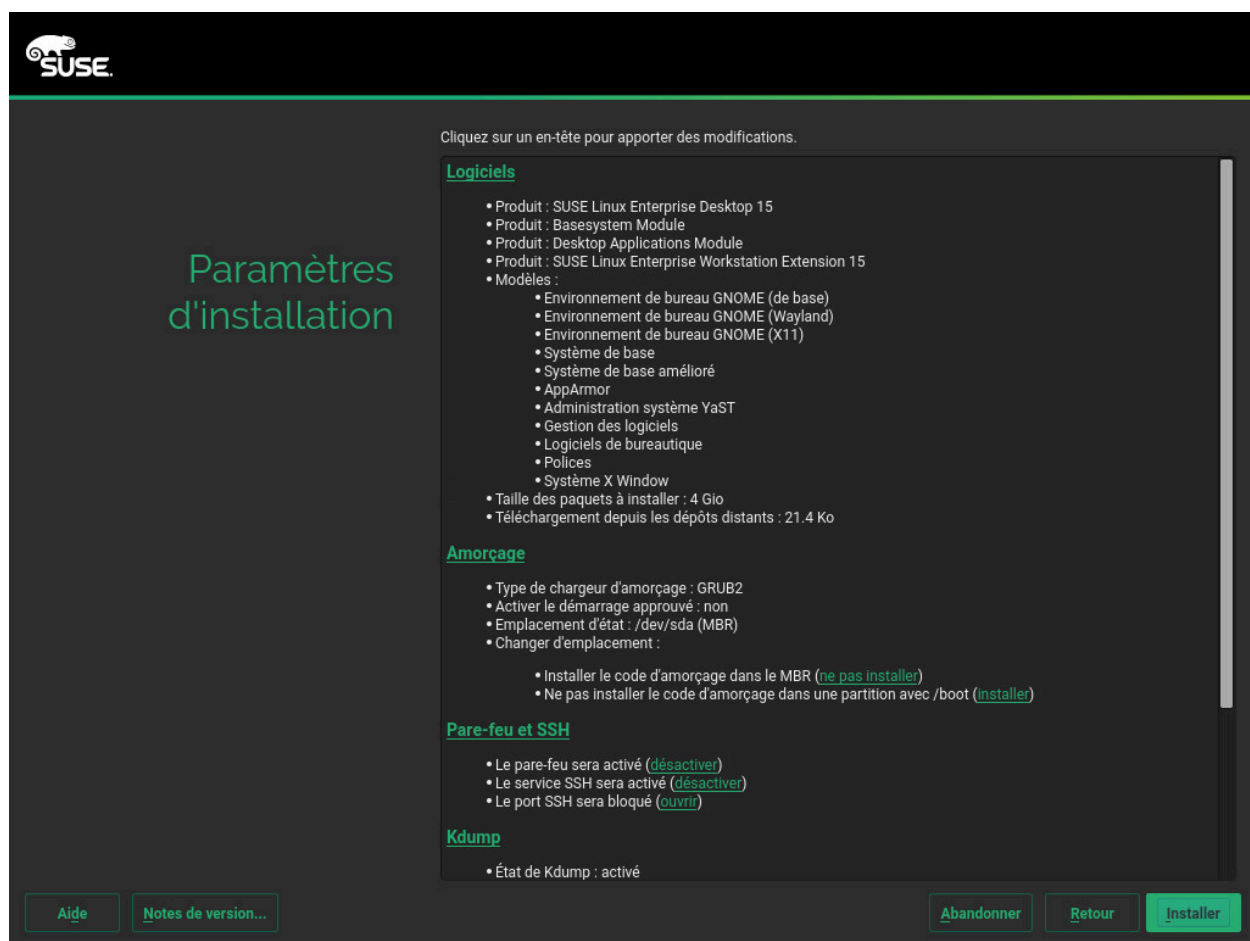 SUSE.
Cliquez sur un en-tête pour apporter des modifications.
Paramètres
d'installation
Logiciels
• Produit : SUSE Linux Enterprise Desktop 15
• Produit : Basesystem Module
• Produit : Desktop Applications Module
• Produit : SUSE Linux Enterprise Workstation Extension 15
• Modèles :
• Environnement de bureau GNOME (de base)
• Environnement de bureau GNOME (Wayland)
• Environnement de bureau GNOME (X11)
• Système de base
• Système de base amélioré
• AppArmor
• Administration système YaST
• Gestion des logiciels
• Logiciels de bureautique
• Polices
• Système X Window
• Taille des paquets à installer : 4 Gio
• Téléchargement depuis les dépôts distants : 21.4 Ko
Amorçage
• Type de chargeur d'amorçage : GRUB2
• Activer le démarrage approuvé : non
• Emplacement d'état : /dev/sda (MBR)
• Changer d'emplacement :
• Installer le code d'amorçage dans le MBR (ne pas installer)
• Ne pas installer le code d'amorçage dans une partition avec /boot (installer)
Pare-feu et SSH
• Le pare-feu sera activé (désactiver)
• Le service SSH sera activé (désactiver)
• Le port SSH sera bloqué (ouvrir)
Kdump
• État de Kdump : activé
Aide
Notes de version...
Abandonner
Retour
Installer